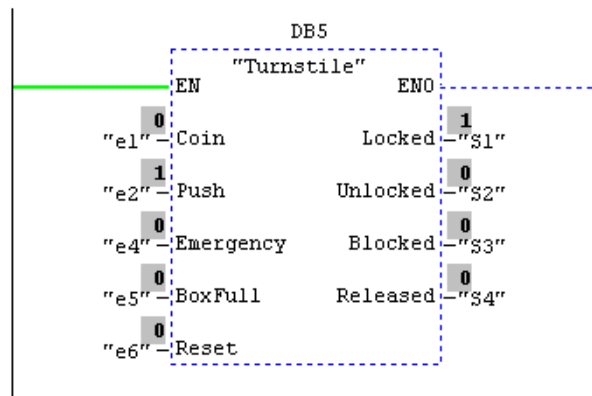 DB5
"Turnstile"
EN ENO
0 1
"e1" Coin Locked "S1"
1 0
"e2" Push Unlocked "S2"
0 0
"e4" Emergency Blocked "S3"
0 0
"e5" BoxFull Released "S4"
0
"e6" Reset